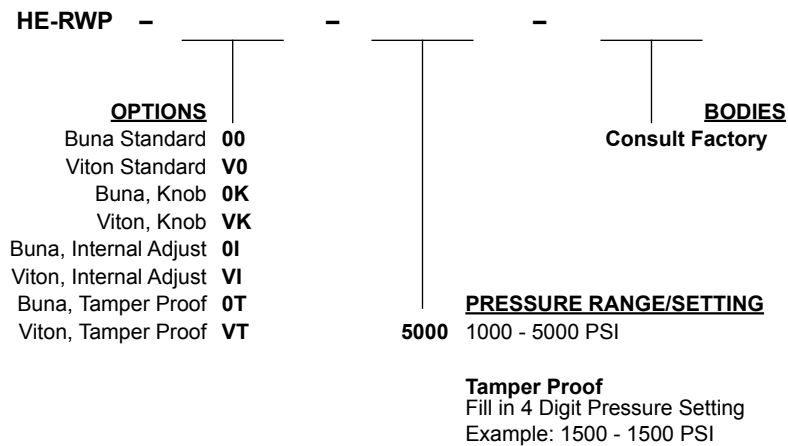 HE-RWP – – –
OPTIONS
Buna Standard 00
Viton Standard V0
Buna, Knob 0K
Viton, Knob VK
Buna, Internal Adjust 0I
Viton, Internal Adjust VI
Buna, Tamper Proof 0T
Viton, Tamper Proof VT
PRESSURE RANGE/SETTING
5000 1000 - 5000 PSI
Tamper Proof
Fill in 4 Digit Pressure Setting
Example: 1500 - 1500 PSI
BODIES
Consult Factory